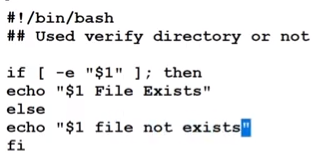 #!/bin/bash
## Used verify directory or not
if [ -e "$1" ]; then
echo "$1 File Exists"
else
echo "$1 file not exists"
fi